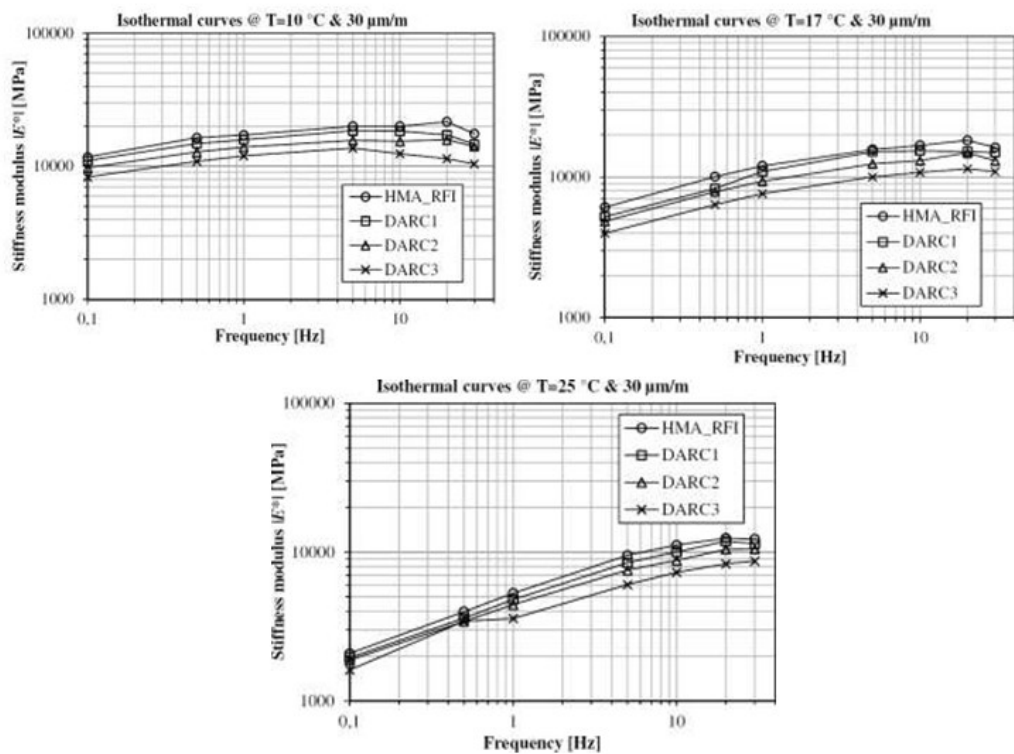 Isothermal curves @ T=10 °C & 30 µm/m
100000
10000
1000
Stiffness modulus |E*| [MPa]
HMA_RFI
DARC1
DARC2
DARC3
0,1
1
10
Frequency [Hz]
Isothermal curves @ T=17 °C & 30 µm/m
100000
10000
1000
Stiffness modulus |E*| [MPa]
HMA_RFI
DARC1
DARC2
DARC3
0,1
1
10
Frequency [Hz]
Isothermal curves @ T=25 °C & 30 µm/m
100000
10000
1000
Stiffness modulus |E*| [MPa]
HMA_RFI
DARC1
DARC2
DARC3
0,1
1
10
Frequency [Hz]